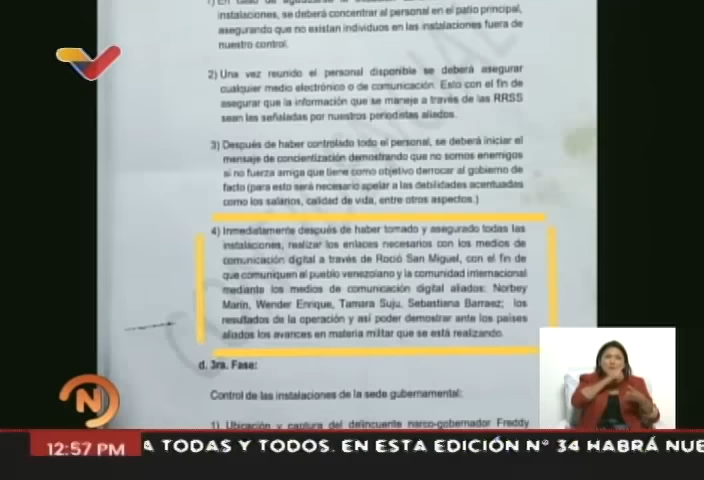 instalaciones, se deberá concentrar al personal en el patio principal,
asegurando que no existan individuos en las instalaciones fuera de
nuestro control.
2) Una vez reunido el personal disponible se deberá asegurar
cualquier medio electrónico o de comunicación. Esto con el fin de
asegurar que la información que se maneje a través de las RRSS
sean las señaladas por nuestros periodistas aliados.
3) Después de haber controlado todo el personal, se deberá iniciar el
mensaje de concientización demostrando que no somos enemigos
si no fuerza amiga que tiene como objetivo derrocar al gobierno de
facto (para esto será necesario apelar a las debilidades acentuadas
como los salarios, calidad de vida, entre otros aspectos.)
4) Inmediatamente después de haber tomado y asegurado todas las
instalaciones, realizar los enlaces necesarios con los medios de
comunicación digital a través de Roció San Miguel, con el fin de
que comuniquen al pueblo venezolano y la comunidad internacional
mediante los medios de comunicación digital aliados: Norbey
Marin, Wender Enrique, Tamara Suju, Sebastiana Barraez; los
resultados de la operación y así poder demostrar ante los países
aliados los avances en materia militar que se está realizando.
d. 3ra. Fase:
Control de las instalaciones de la sede gubernamental:
1) Ubicación y captura del delincuente narco-gobernador Freddy
N
12:57 PM
A TODAS Y TODOS. EN ESTA EDICIÓN N° 34 HABRÁ NUE